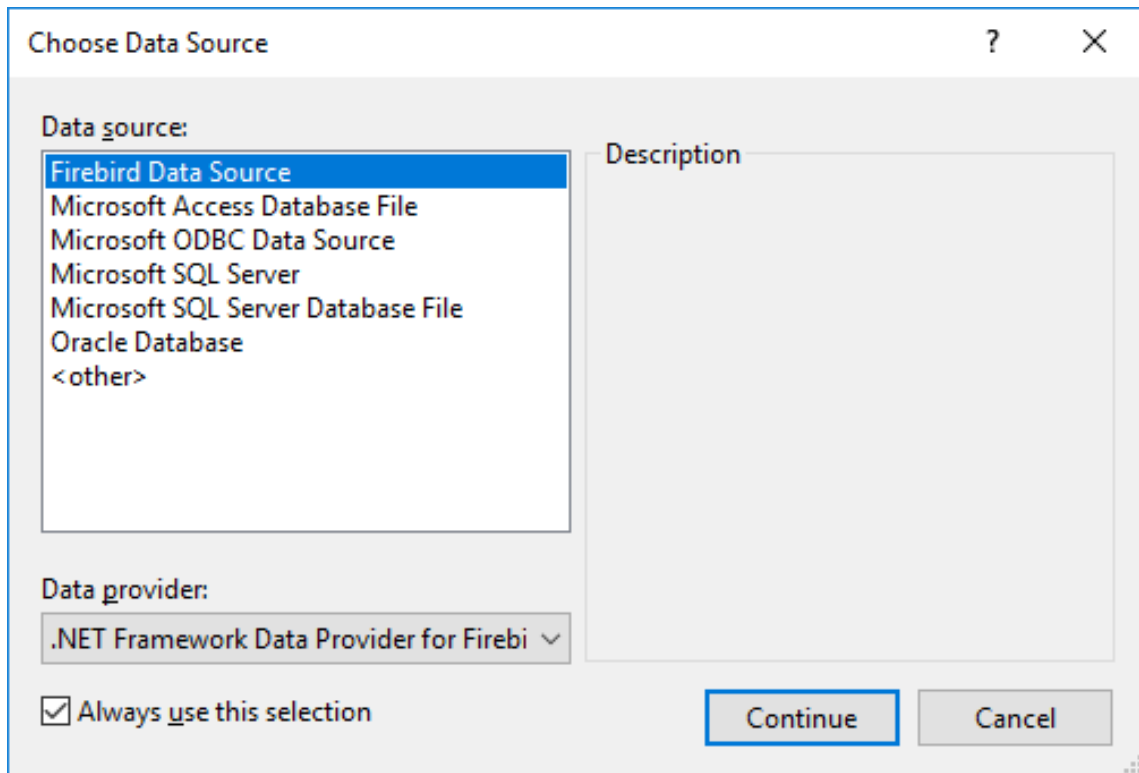 Choose Data Source
?
Data source:
Firebird Data Source
Microsoft Access Database File
Microsoft ODBC Data Source
Microsoft SQL Server
Microsoft SQL Server Database File
Oracle Database
<other>
Description
Data provider:
.NET Framework Data Provider for Firebi
Always use this selection
Continue
Cancel